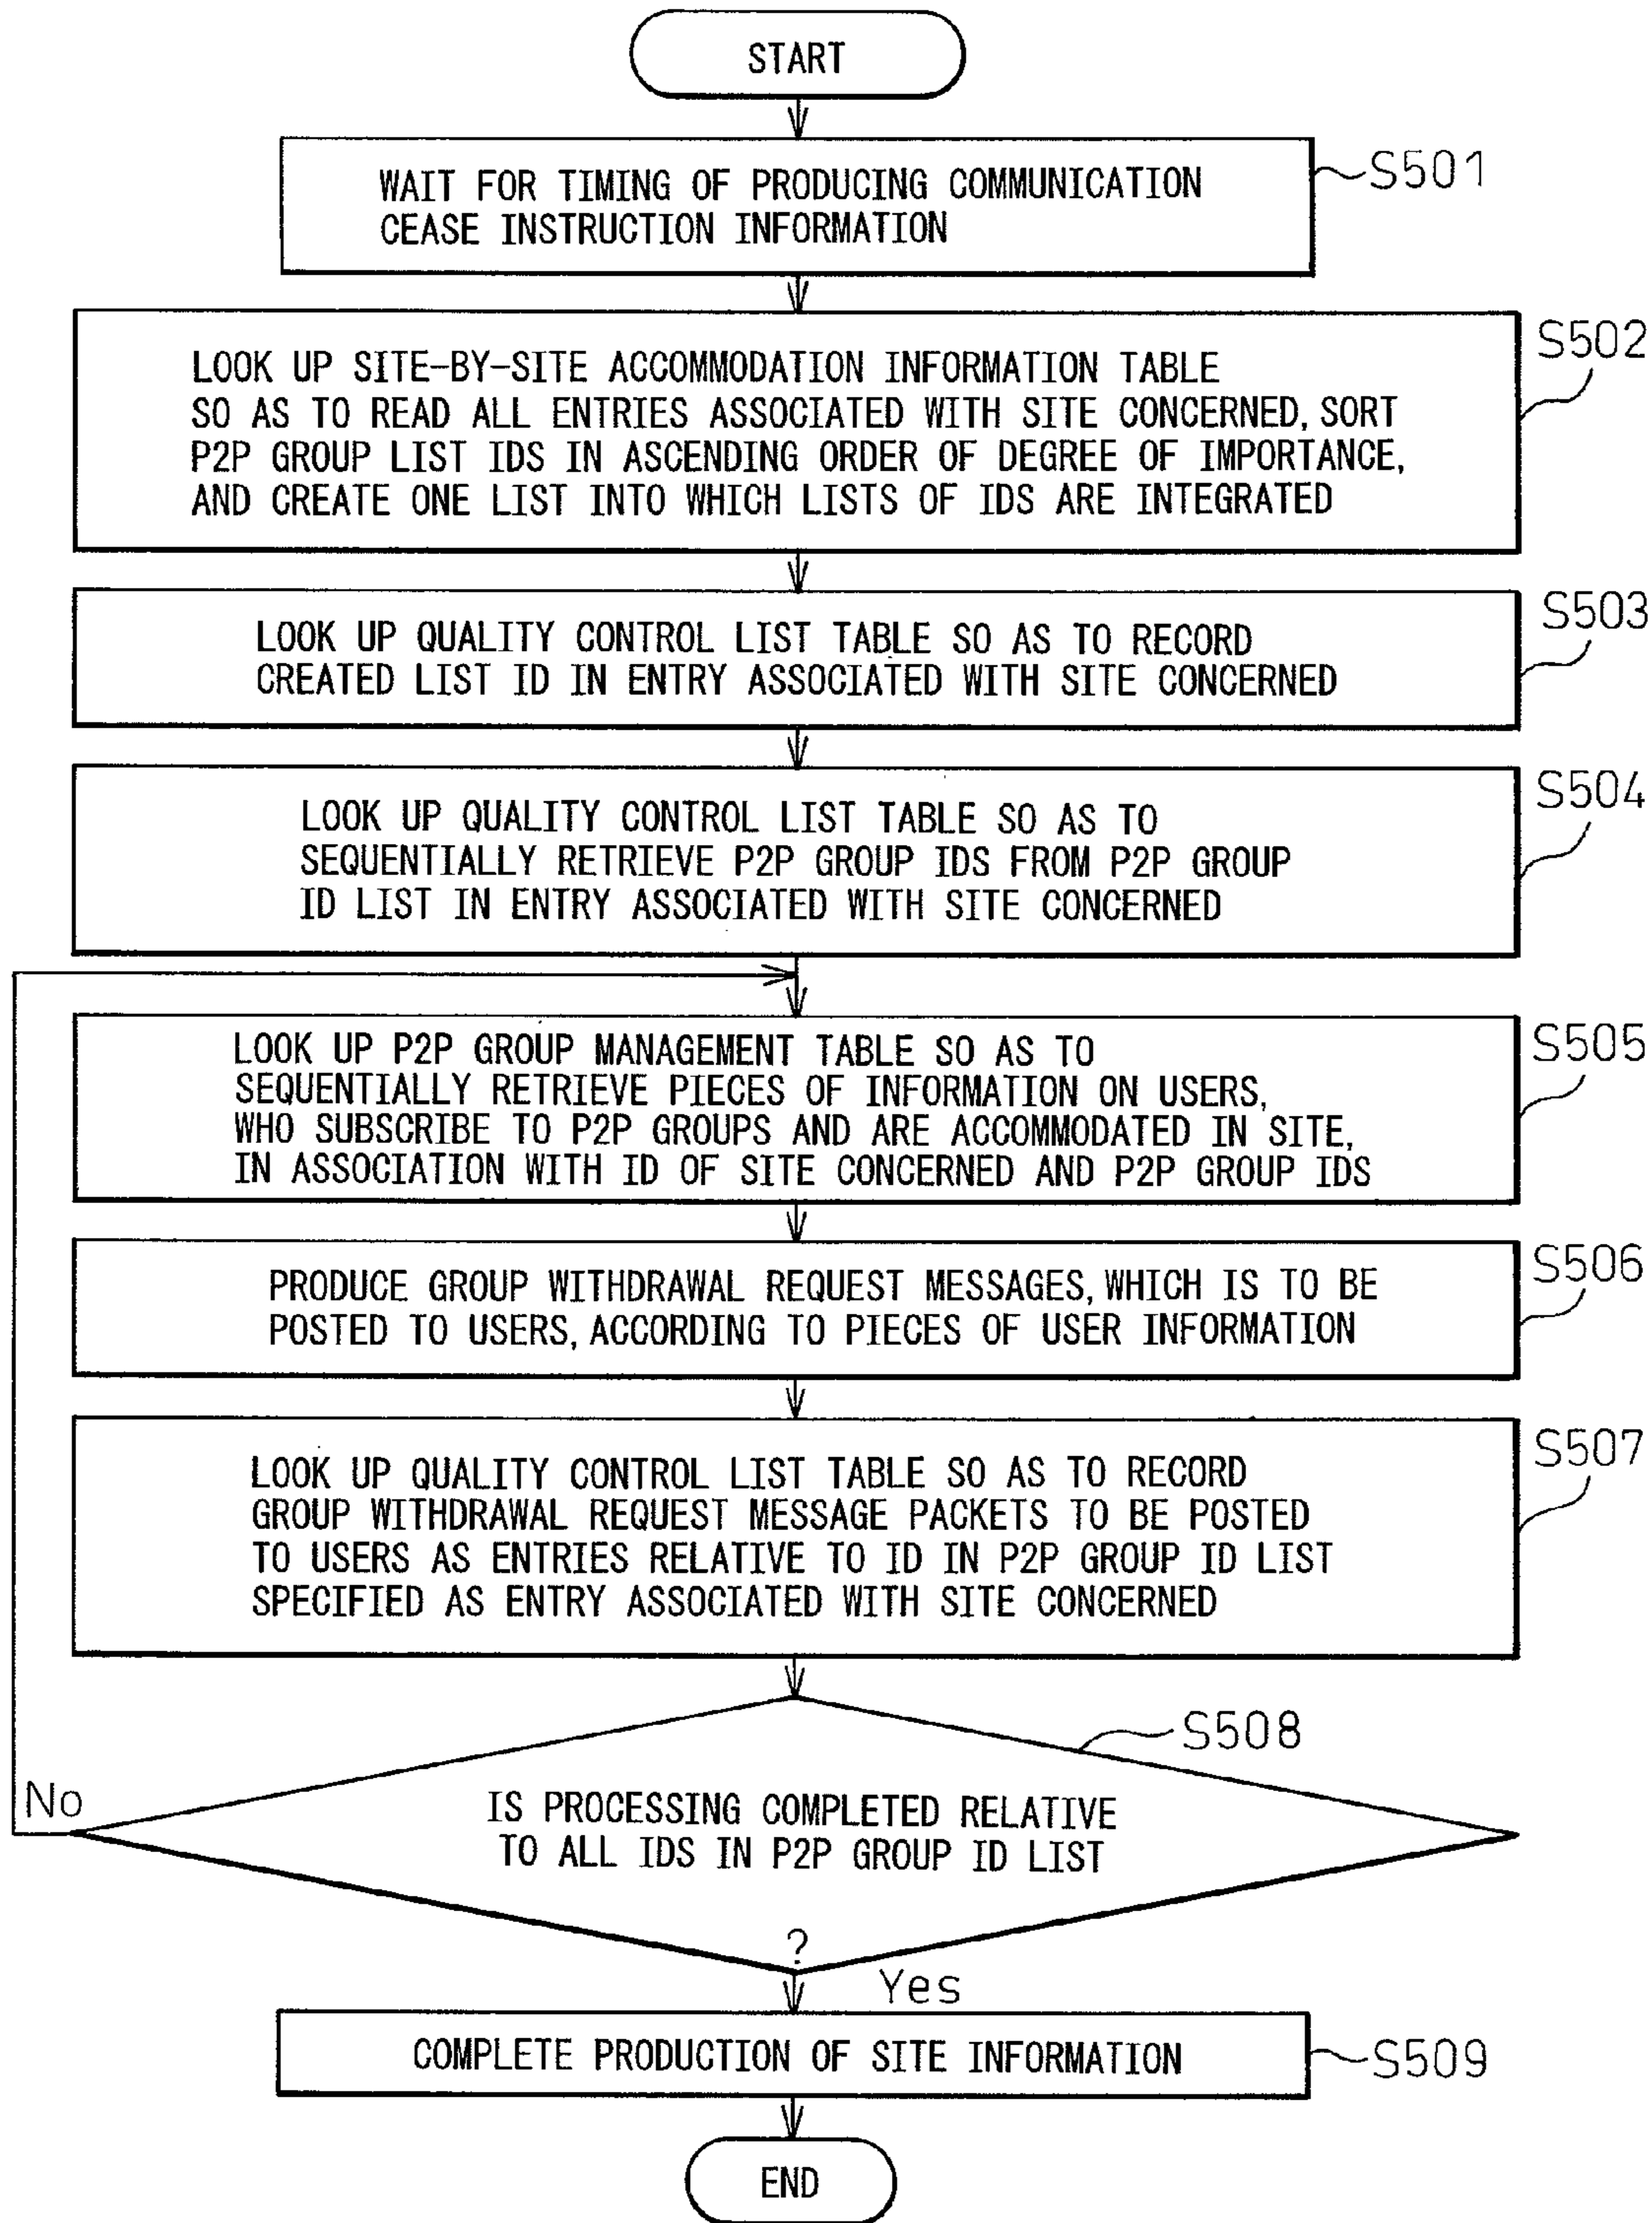 START
WAIT FOR TIMING OF PRODUCING COMMUNICATION
CEASE INSTRUCTION INFORMATION
S501
LOOK UP SITE-BY-SITE ACCOMMODATION INFORMATION TABLE
SO AS TO READ ALL ENTRIES ASSOCIATED WITH SITE CONCERNED, SORT
P2P GROUP LIST IDS IN ASCENDING ORDER OF DEGREE OF IMPORTANCE,
AND CREATE ONE LIST INTO WHICH LISTS OF IDS ARE INTEGRATED
S502
LOOK UP QUALITY CONTROL LIST TABLE SO AS TO RECORD
CREATED LIST ID IN ENTRY ASSOCIATED WITH SITE CONCERNED
S503
LOOK UP QUALITY CONTROL LIST TABLE SO AS TO
SEQUENTIALLY RETRIEVE P2P GROUP IDS FROM P2P GROUP
ID LIST IN ENTRY ASSOCIATED WITH SITE CONCERNED
S504
LOOK UP P2P GROUP MANAGEMENT TABLE SO AS TO
SEQUENTIALLY RETRIEVE PIECES OF INFORMATION ON USERS,
WHO SUBSCRIBE TO P2P GROUPS AND ARE ACCOMMODATED IN SITE,
IN ASSOCIATION WITH ID OF SITE CONCERNED AND P2P GROUP IDS
S505
PRODUCE GROUP WITHDRAWAL REQUEST MESSAGES, WHICH IS TO BE
POSTED TO USERS, ACCORDING TO PIECES OF USER INFORMATION
S506
LOOK UP QUALITY CONTROL LIST TABLE SO AS TO RECORD
GROUP WITHDRAWAL REQUEST MESSAGE PACKETS TO BE POSTED
TO USERS AS ENTRIES RELATIVE TO ID IN P2P GROUP ID LIST
SPECIFIED AS ENTRY ASSOCIATED WITH SITE CONCERNED
S507
S508
No
IS PROCESSING COMPLETED RELATIVE
TO ALL IDS IN P2P GROUP ID LIST
?
Yes
COMPLETE PRODUCTION OF SITE INFORMATION
S509
END